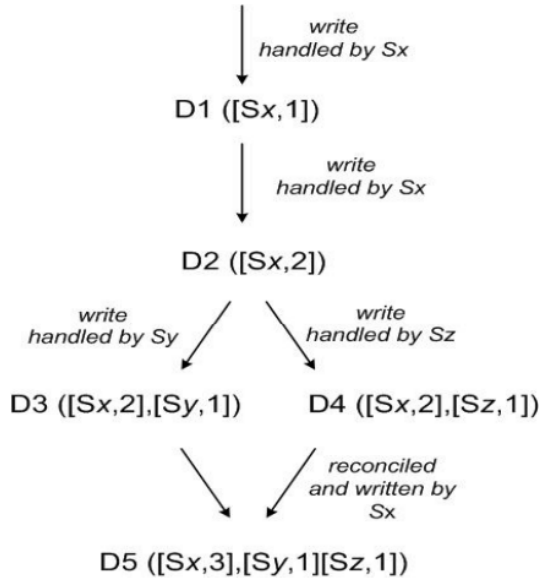 write
handled by Sx
D1 ([Sx,1])
write
handled by Sx
D2 ([Sx,2])
write
handled by Sy
write
handled by Sz
D3 ([Sx,2],[Sy,1])
D4 ([Sx,2],[Sz,1])
reconciled
and written by
Sx
D5 ([Sx,3],[Sy,1][Sz,1])